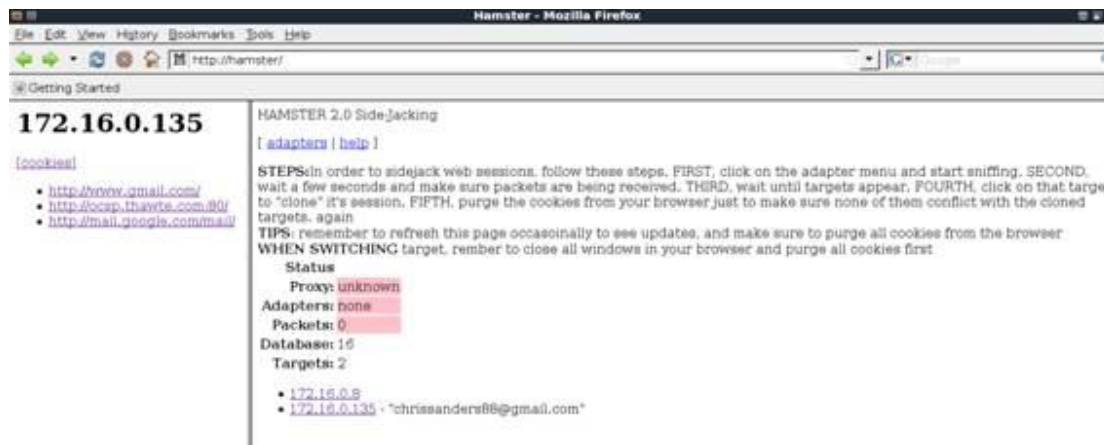 Hamster - Mozilla Firefox
File Edit View History Bookmarks Tools Help
http://hamster/
Getting Started
172.16.0.135
[cookies]
http://www.gmail.com/
http://ocsp.thawte.com:80/
http://mail.google.com/mail/
HAMSTER 2.0 Side-Jacking
[ adapters | help ]
STEPS:In order to sidejack web sessions, follow these steps. FIRST, click on the adapter menu and start sniffing. SECOND,
wait a few seconds and make sure packets are being received. THIRD, wait until targets appear. FOURTH, click on that targe
to "clone" it's session. FIFTH, purge the cookies from your browser just to make sure none of them conflict with the cloned
targets. again
TIPS: remember to refresh this page occasoinally to see updates, and make sure to purge all cookies from the browser
WHEN SWITCHING target, rember to close all windows in your browser and purge all cookies first
Status
Proxy: unknown
Adapters: none
Packets: 0
Database: 16
Targets: 2
172.16.0.8
172.16.0.135 - "chrissanders88@gmail.com"